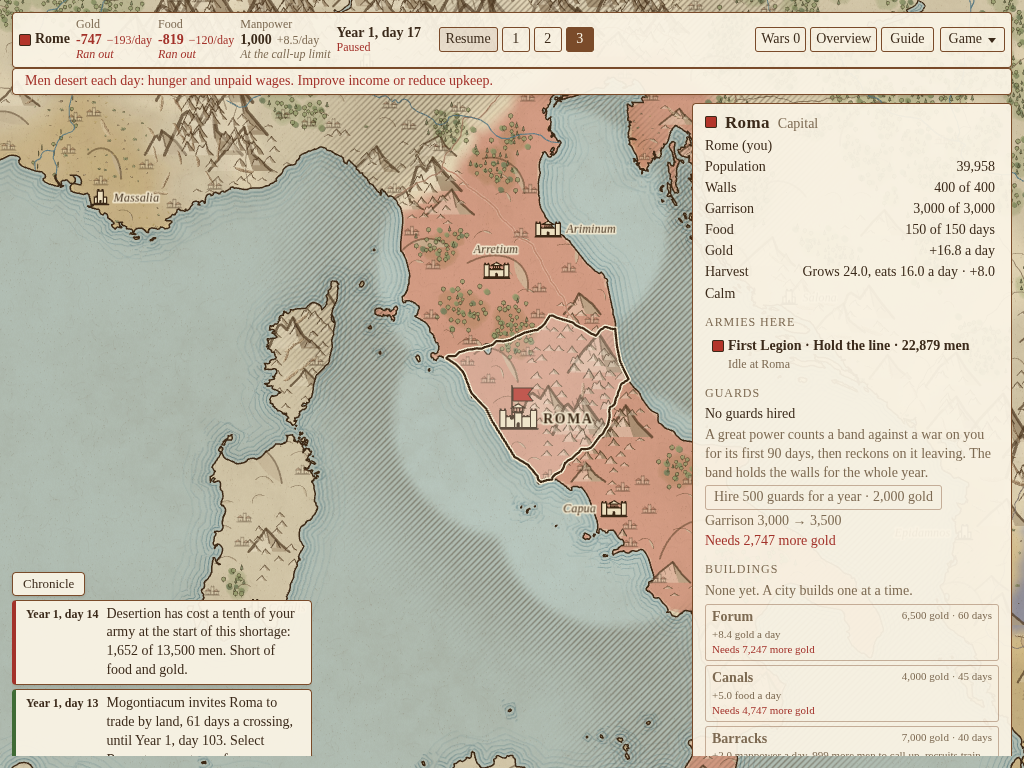 Rome
Gold
-747 −193/day
Ran out
Food
-819 −120/day
Ran out
Manpower
1,000 +8.5/day
At the call-up limit
Year 1, day 17
Paused
Resume 1 2 3
Wars 0 Overview Guide Game
Men desert each day: hunger and unpaid wages. Improve income or reduce upkeep.
Massalia
Ariminum
Arretium
ROMA
Capua
Chronicle
Year 1, day 14 Desertion has cost a tenth of your
army at the start of this shortage:
1,652 of 13,500 men. Short of
food and gold.
Year 1, day 13 Mogontiacum invites Roma to
trade by land, 61 days a crossing,
until Year 1, day 103. Select
Roma Capital
Rome (you)
Population 39,958
Walls 400 of 400
Garrison 3,000 of 3,000
Food 150 of 150 days
Gold +16.8 a day
Harvest Grows 24.0, eats 16.0 a day · +8.0
Calm
ARMIES HERE
First Legion · Hold the line · 22,879 men
Idle at Roma
GUARDS
No guards hired
A great power counts a band against a war on you
for its first 90 days, then reckons on it leaving. The
band holds the walls for the whole year.
Hire 500 guards for a year · 2,000 gold
Garrison 3,000 → 3,500
Needs 2,747 more gold
BUILDINGS
None yet. A city builds one at a time.
Forum 6,500 gold · 60 days
+8.4 gold a day
Needs 7,247 more gold
Canals 4,000 gold · 45 days
+5.0 food a day
Needs 4,747 more gold
Barracks 7,000 gold · 40 days
+2.0 manpower a day, 999 more men to call up, recruits train